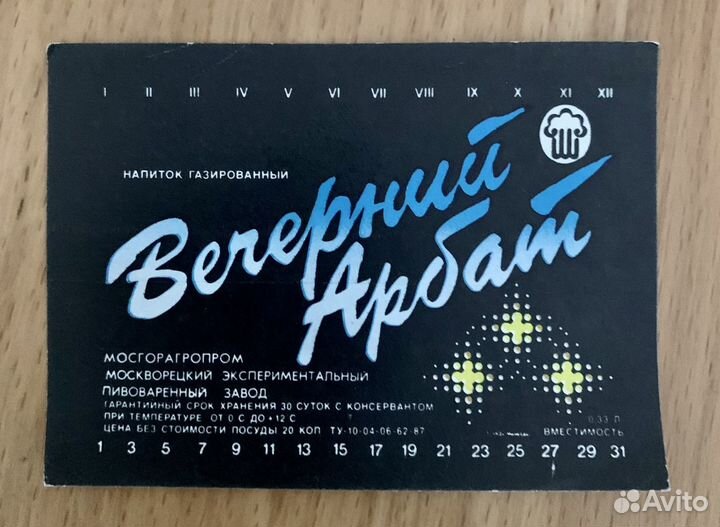 I II III IV V VI VII VIII IX X XI XII
НАПИТОК ГАЗИРОВАННЫЙ
Вечерний
Арбат
МОСГОРАГРОПРОМ
МОСКВОРЕЦКИЙ ЭКСПЕРИМЕНТАЛЬНЫЙ
ПИВОВАРЕННЫЙ ЗАВОД
ГАРАНТИЙНЫЙ СРОК ХРАНЕНИЯ 30 СУТОК С КОНСЕРВАНТОМ
ПРИ ТЕМПЕРАТУРЕ ОТ 0 С ДО +12 С
ЦЕНА БЕЗ СТОИМОСТИ ПОСУДЫ 20 КОП ТУ-10-04-06-62-87
0,33 Л
ВМЕСТИМОСТЬ
1 3 5 7 9 11 13 15 17 19 21 23 25 27 29 31
Avito